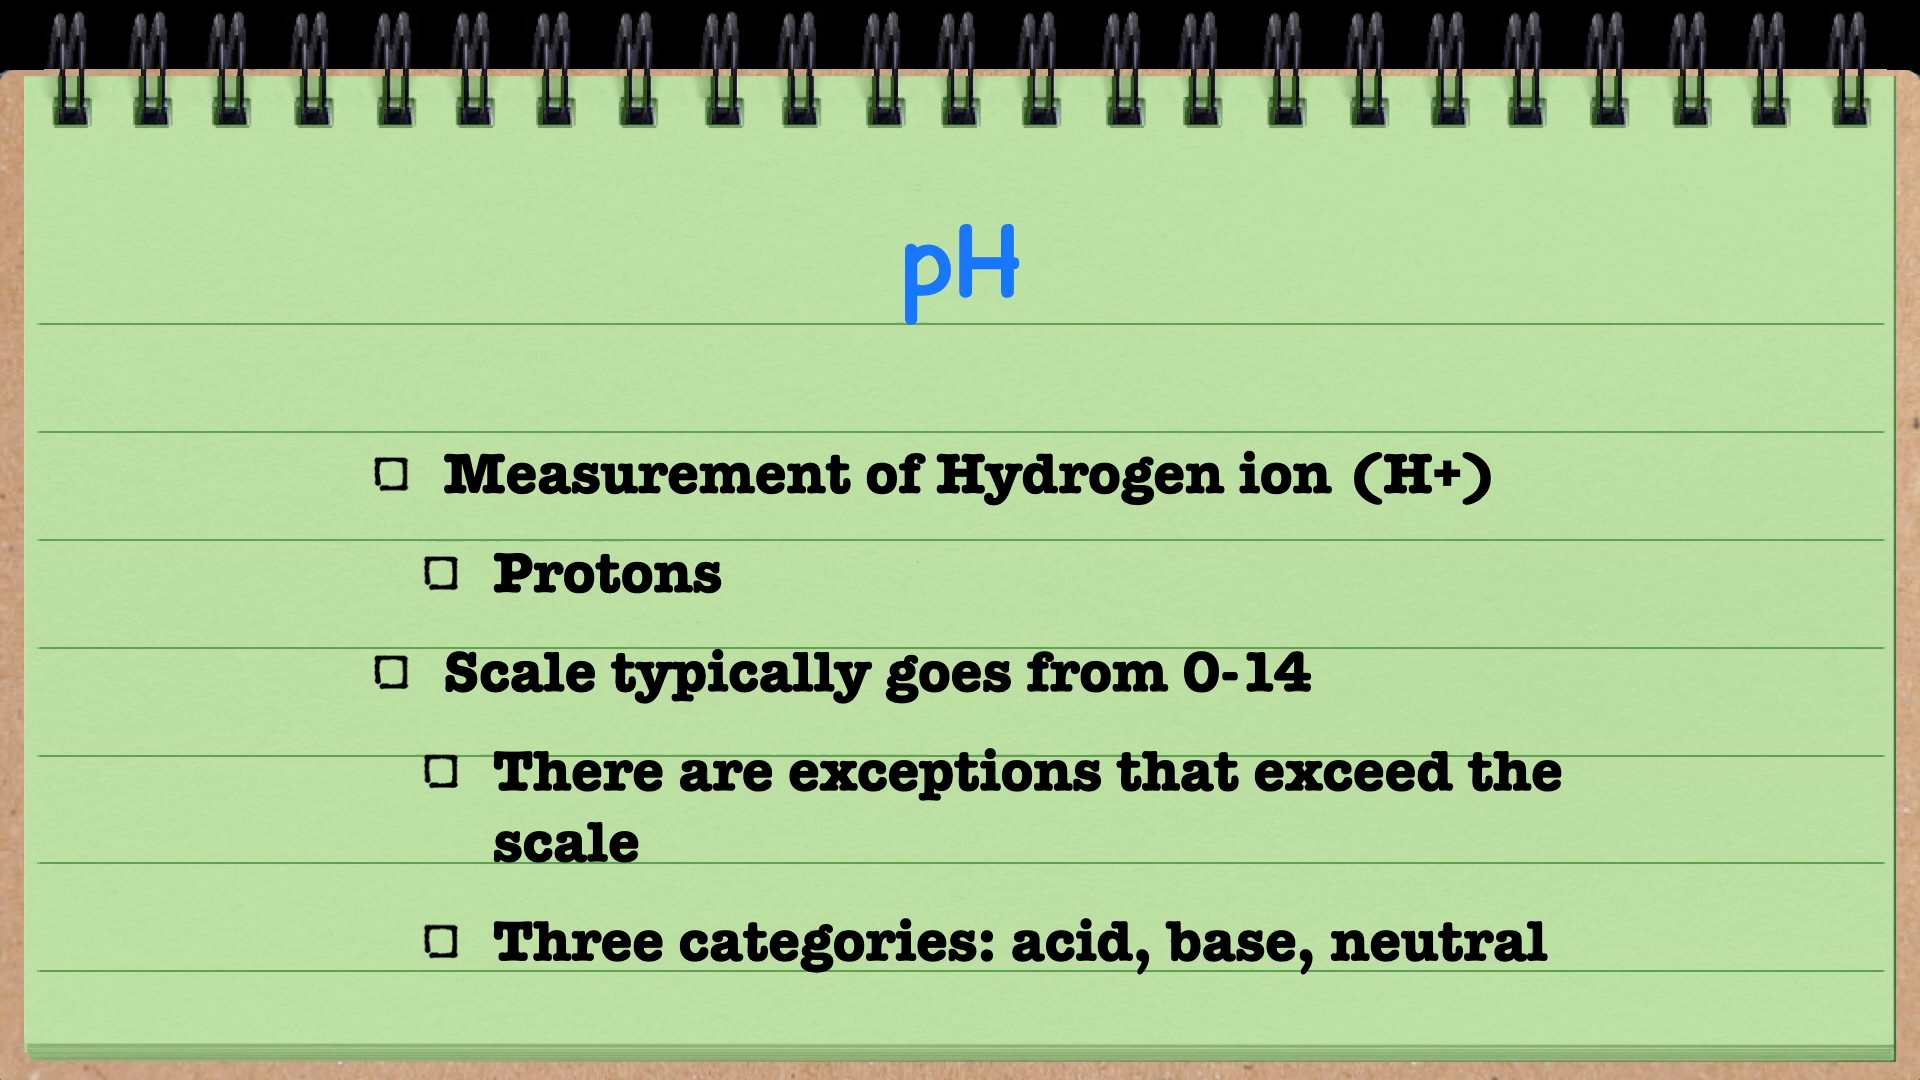 pH
Measurement of Hydrogen ion (H+)
Protons
Scale typically goes from 0-14
There are exceptions that exceed the
scale
Three categories: acid, base, neutral